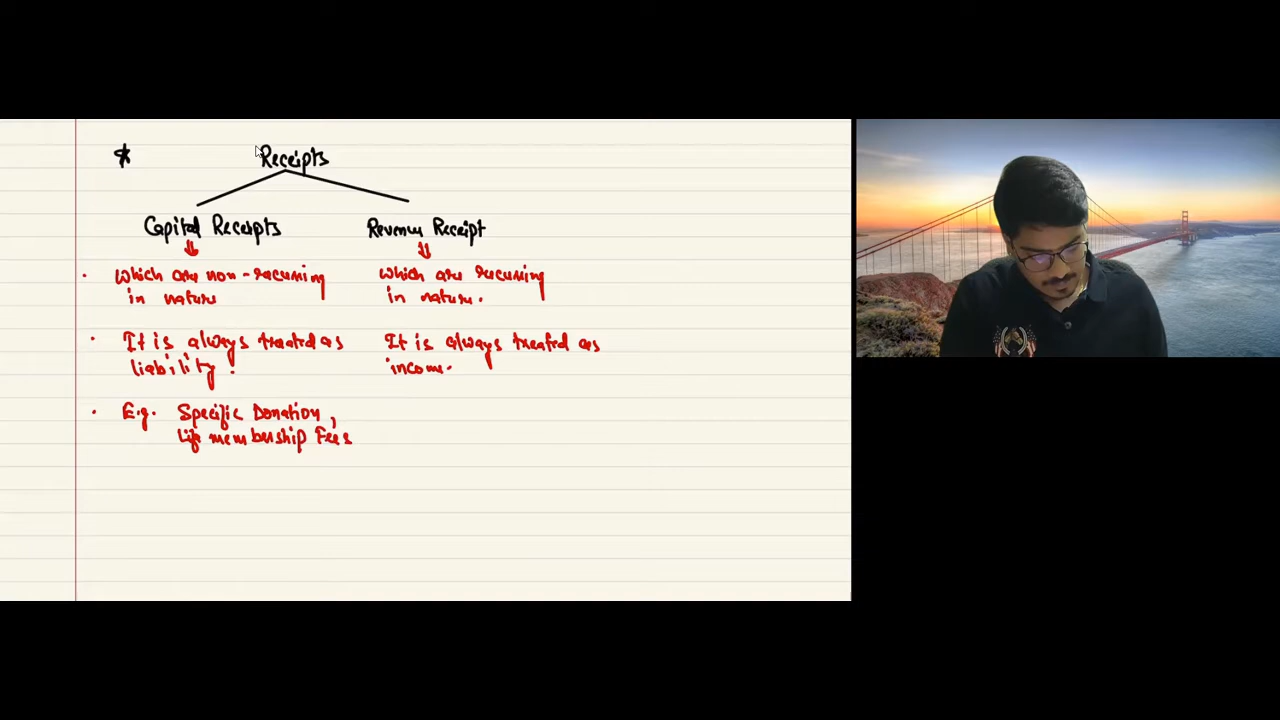 * Receipts
Capital Receipts Revenue Receipt
· Which are non-recurring which are recurring
in nature in nature.
· It is always treated as It is always treated as
liability! income.
· E.g. Specific Donation,
Life membership Fees